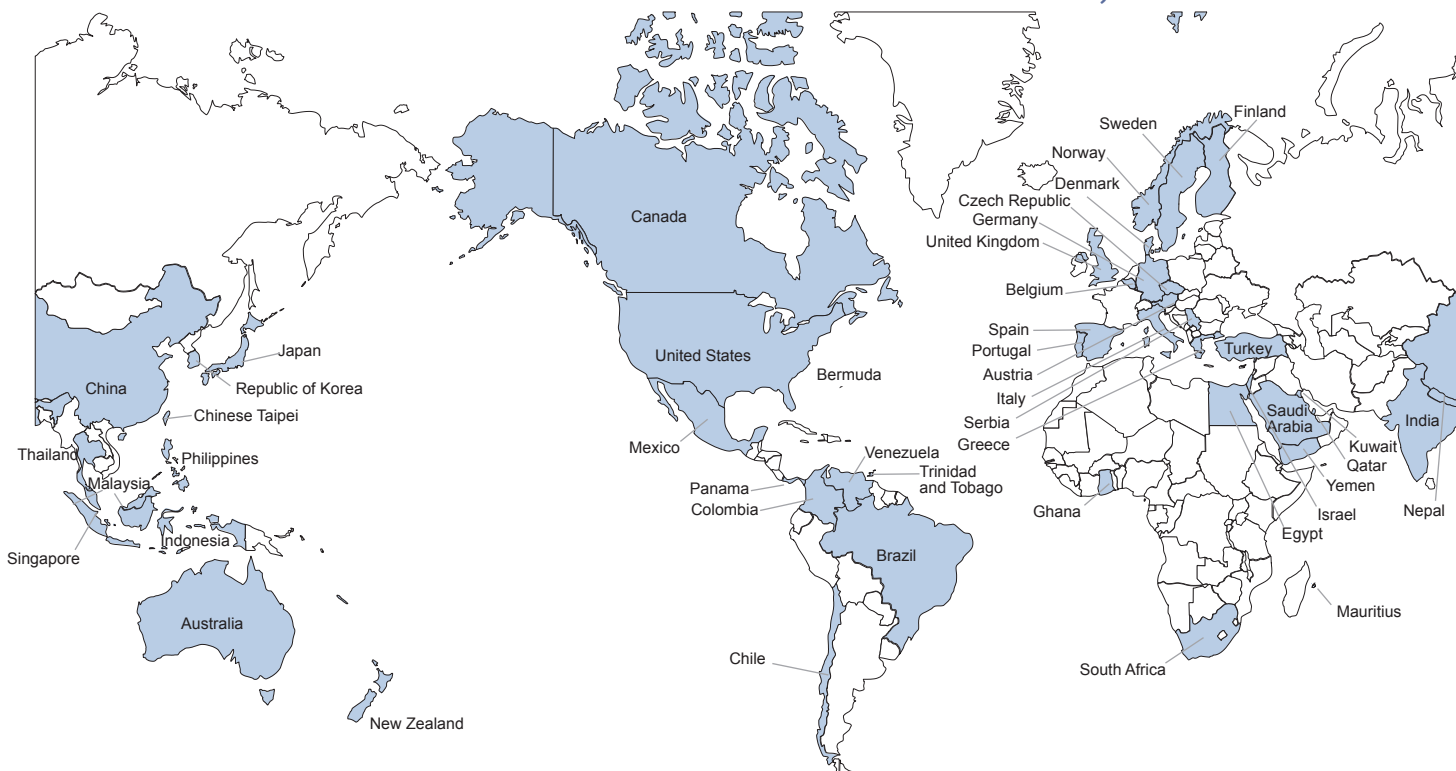 Finland
Sweden
Norway
Denmark
Czech Republic
Germany
United Kingdom
Belgium
Spain
Portugal
Austria
Italy
Serbia
Greece
Turkey
Canada
United States
Bermuda
Mexico
Venezuela
Trinidad
and Tobago
Panama
Colombia
Brazil
Chile
China
Japan
Republic of Korea
Chinese Taipei
Thailand
Philippines
Malaysia
Indonesia
Singapore
Australia
New Zealand
Saudi
Arabia
India
Kuwait
Qatar
Yemen
Israel
Egypt
Nepal
Ghana
Mauritius
South Africa